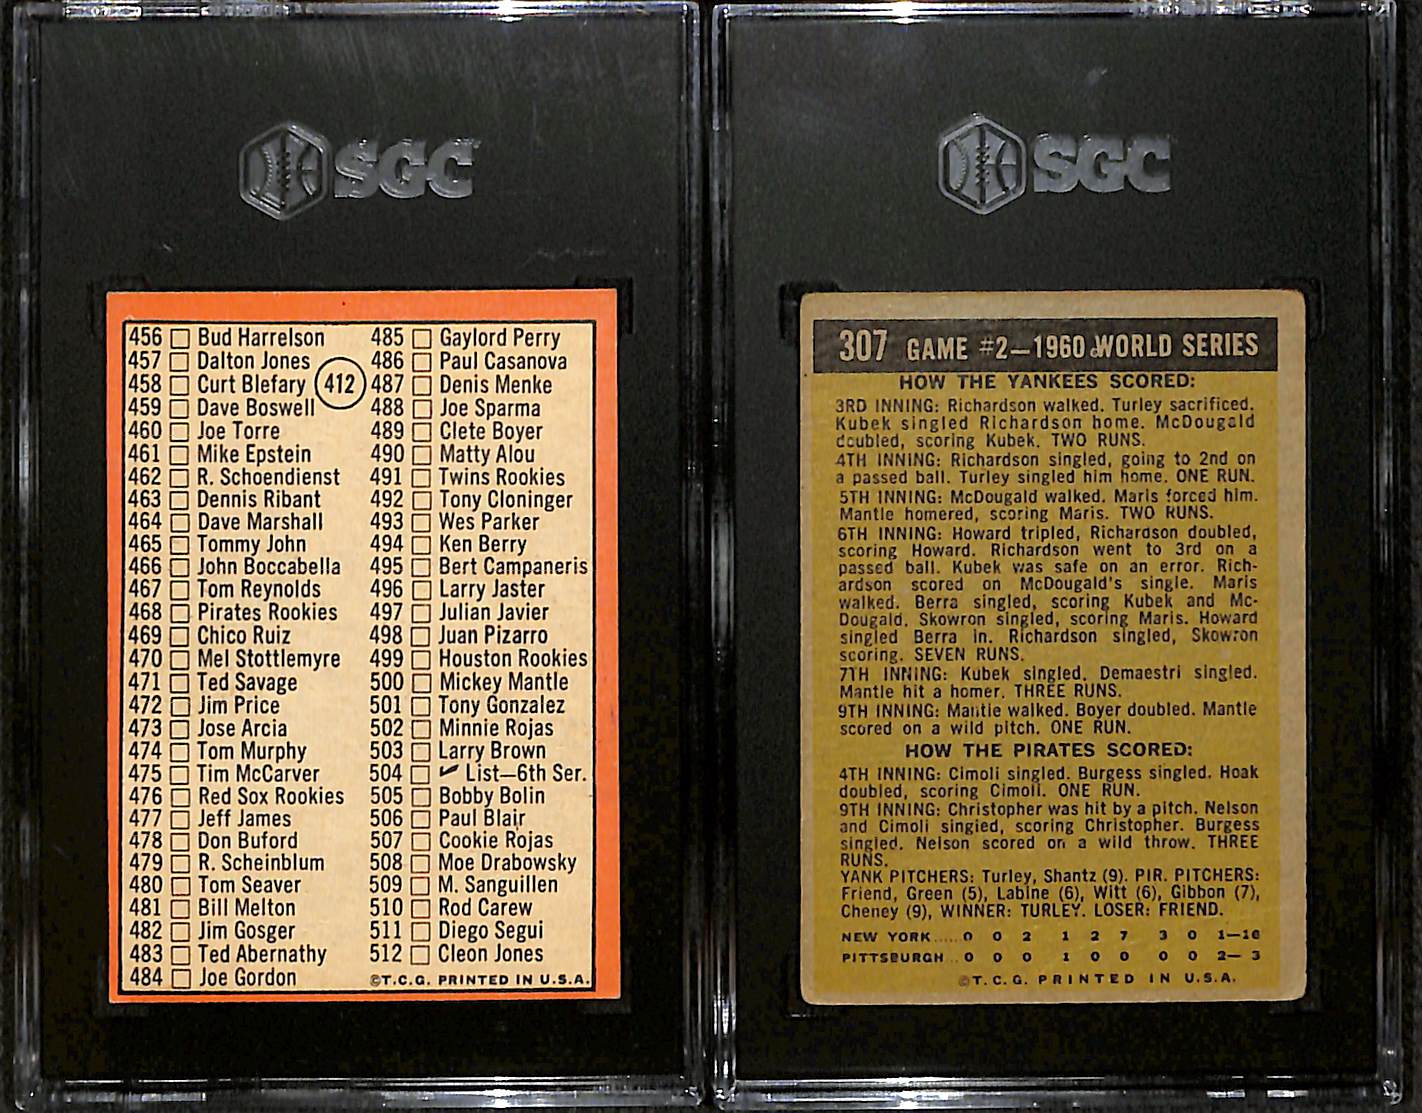 SGC
456 Bud Harrelson
457 Dalton Jones
458 Curt Blefary
459 Dave Boswell
460 Joe Torre
461 Mike Epstein
462 R. Schoendienst
463 Dennis Ribant
464 Dave Marshall
465 Tommy John
466 John Boccabella
467 Tom Reynolds
468 Pirates Rookies
469 Chico Ruiz
470 Mel Stottlemyre
471 Ted Savage
472 Jim Price
473 Jose Arcia
474 Tom Murphy
475 Tim McCarver
476 Red Sox Rookies
477 Jeff James
478 Don Buford
479 R. Scheinblum
480 Tom Seaver
481 Bill Melton
482 Jim Gosger
483 Ted Abernathy
484 Joe Gordon
412
485 Gaylord Perry
486 Paul Casanova
487 Denis Menke
488 Joe Sparma
489 Clete Boyer
490 Matty Alou
491 Twins Rookies
492 Tony Cloninger
493 Wes Parker
494 Ken Berry
495 Bert Campaneris
496 Larry Jaster
497 Julian Javier
498 Juan Pizarro
499 Houston Rookies
500 Mickey Mantle
501 Tony Gonzalez
502 Minnie Rojas
503 Larry Brown
504 List—6th Ser.
505 Bobby Bolin
506 Paul Blair
507 Cookie Rojas
508 Moe Drabowsky
509 M. Sanguillen
510 Rod Carew
511 Diego Segui
512 Cleon Jones
©T.C.G. PRINTED IN U.S.A.
SGC
307 GAME #2—1960 WORLD SERIES
HOW THE YANKEES SCORED:
3RD INNING: Richardson walked. Turley sacrificed.
Kubek singled Richardson home. McDougald
doubled, scoring Kubek. TWO RUNS.
4TH INNING: Richardson singled, going to 2nd on
a passed ball. Turley singled him home. ONE RUN.
5TH INNING: McDougald walked. Maris forced him.
Mantle homered, scoring Maris. TWO RUNS.
6TH INNING: Howard tripled, Richardson doubled,
scoring Howard. Richardson went to 3rd on a
passed ball. Kubek was safe on an error. Rich-
ardson scored on McDougald's single. Maris
walked. Berra singled, scoring Kubek and Mc-
Dougald. Skowron singled, scoring Maris. Howard
singled Berra in. Richardson singled, Skowron
scoring. SEVEN RUNS.
7TH INNING: Kubek singled. Demaestri singled.
Mantle hit a homer. THREE RUNS.
9TH INNING: Mantle walked. Boyer doubled. Mantle
scored on a wild pitch. ONE RUN.
HOW THE PIRATES SCORED:
4TH INNING: Cimoli singled. Burgess singled. Hoak
doubled, scoring Cimoli. ONE RUN.
9TH INNING: Christopher was hit by a pitch. Nelson
and Cimoli singled, scoring Christopher. Burgess
singled. Nelson scored on a wild throw. THREE
RUNS.
YANK PITCHERS: Turley, Shantz (9). PIR. PITCHERS:
Friend, Green (5), Labine (6), Witt (6), Gibbon (7),
Cheney (9), WINNER: TURLEY. LOSER: FRIEND.
NEW YORK..... 0 0 2 1 2 7 3 0 1—16
PITTSBURGH .. 0 0 0 1 0 0 0 0 2— 3
©T.C.G. PRINTED IN U.S.A.